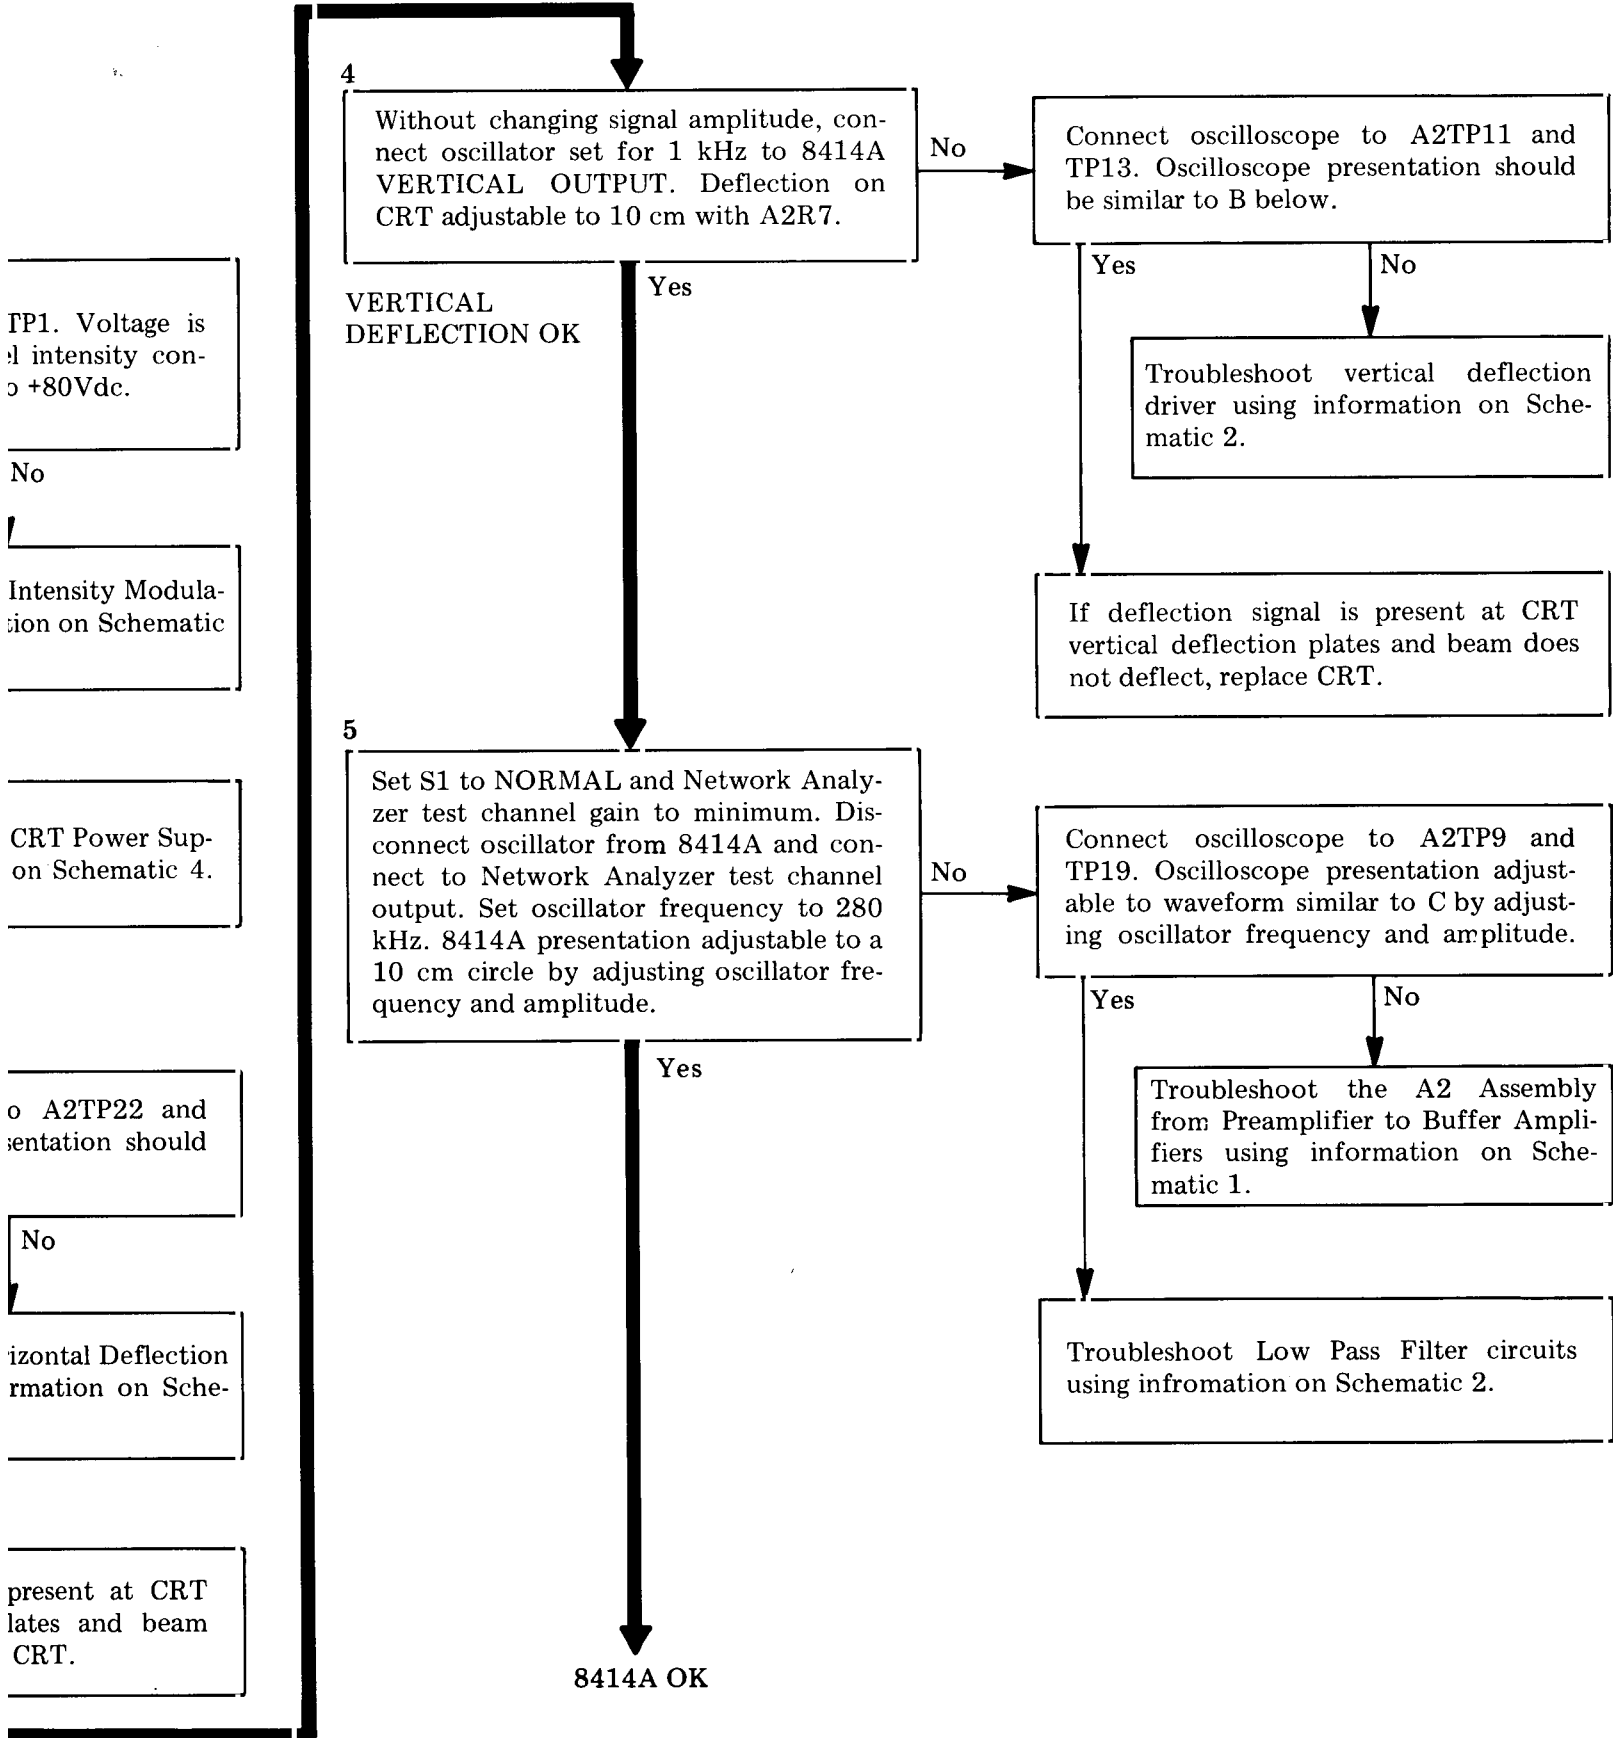 TP1. Voltage is
intensity con-
+80Vdc.
No
Intensity Modula-
on Schematic
CRT Power Sup-
on Schematic 4.
A2TP22 and
should
No
Deflection
on Sche-
present at CRT
and beam
CRT.
4
Without changing signal amplitude, con-
nect oscillator set for 1 kHz to 8414A
VERTICAL OUTPUT. Deflection on
CRT adjustable to 10 cm with A2R7.
No
Yes
VERTICAL
DEFLECTION OK
Connect oscilloscope to A2TP11 and
TP13. Oscilloscope presentation should
be similar to B below.
Yes
No
Troubleshoot vertical deflection
driver using information on Sche-
matic 2.
If deflection signal is present at CRT
vertical deflection plates and beam does
not deflect, replace CRT.
5
Set S1 to NORMAL and Network Analy-
zer test channel gain to minimum. Dis-
connect oscillator from 8414A and con-
nect to Network Analyzer test channel
output. Set oscillator frequency to 280
kHz. 8414A presentation adjustable to a
10 cm circle by adjusting oscillator fre-
quency and amplitude.
No
Yes
Connect oscilloscope to A2TP9 and
TP19. Oscilloscope presentation adjust-
able to waveform similar to C by adjust-
ing oscillator frequency and amplitude.
Yes
No
Troubleshoot the A2 Assembly
from Preamplifier to Buffer Ampli-
fiers using information on Sche-
matic 1.
Troubleshoot Low Pass Filter circuits
using infromation on Schematic 2.
8414A OK